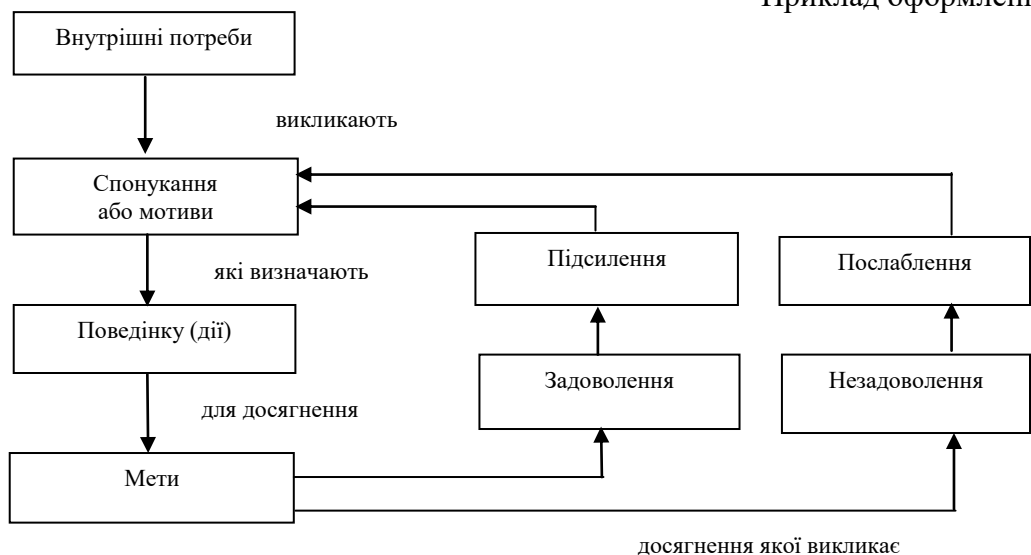 Приклад
Внутрішні потреби
викликають
Спонукання
або мотиви
які визначають
Підсилення
Послаблення
Поведінку (дії)
Задоволення
Незадоволення
для досягнення
Мети
досягнення якої викликає